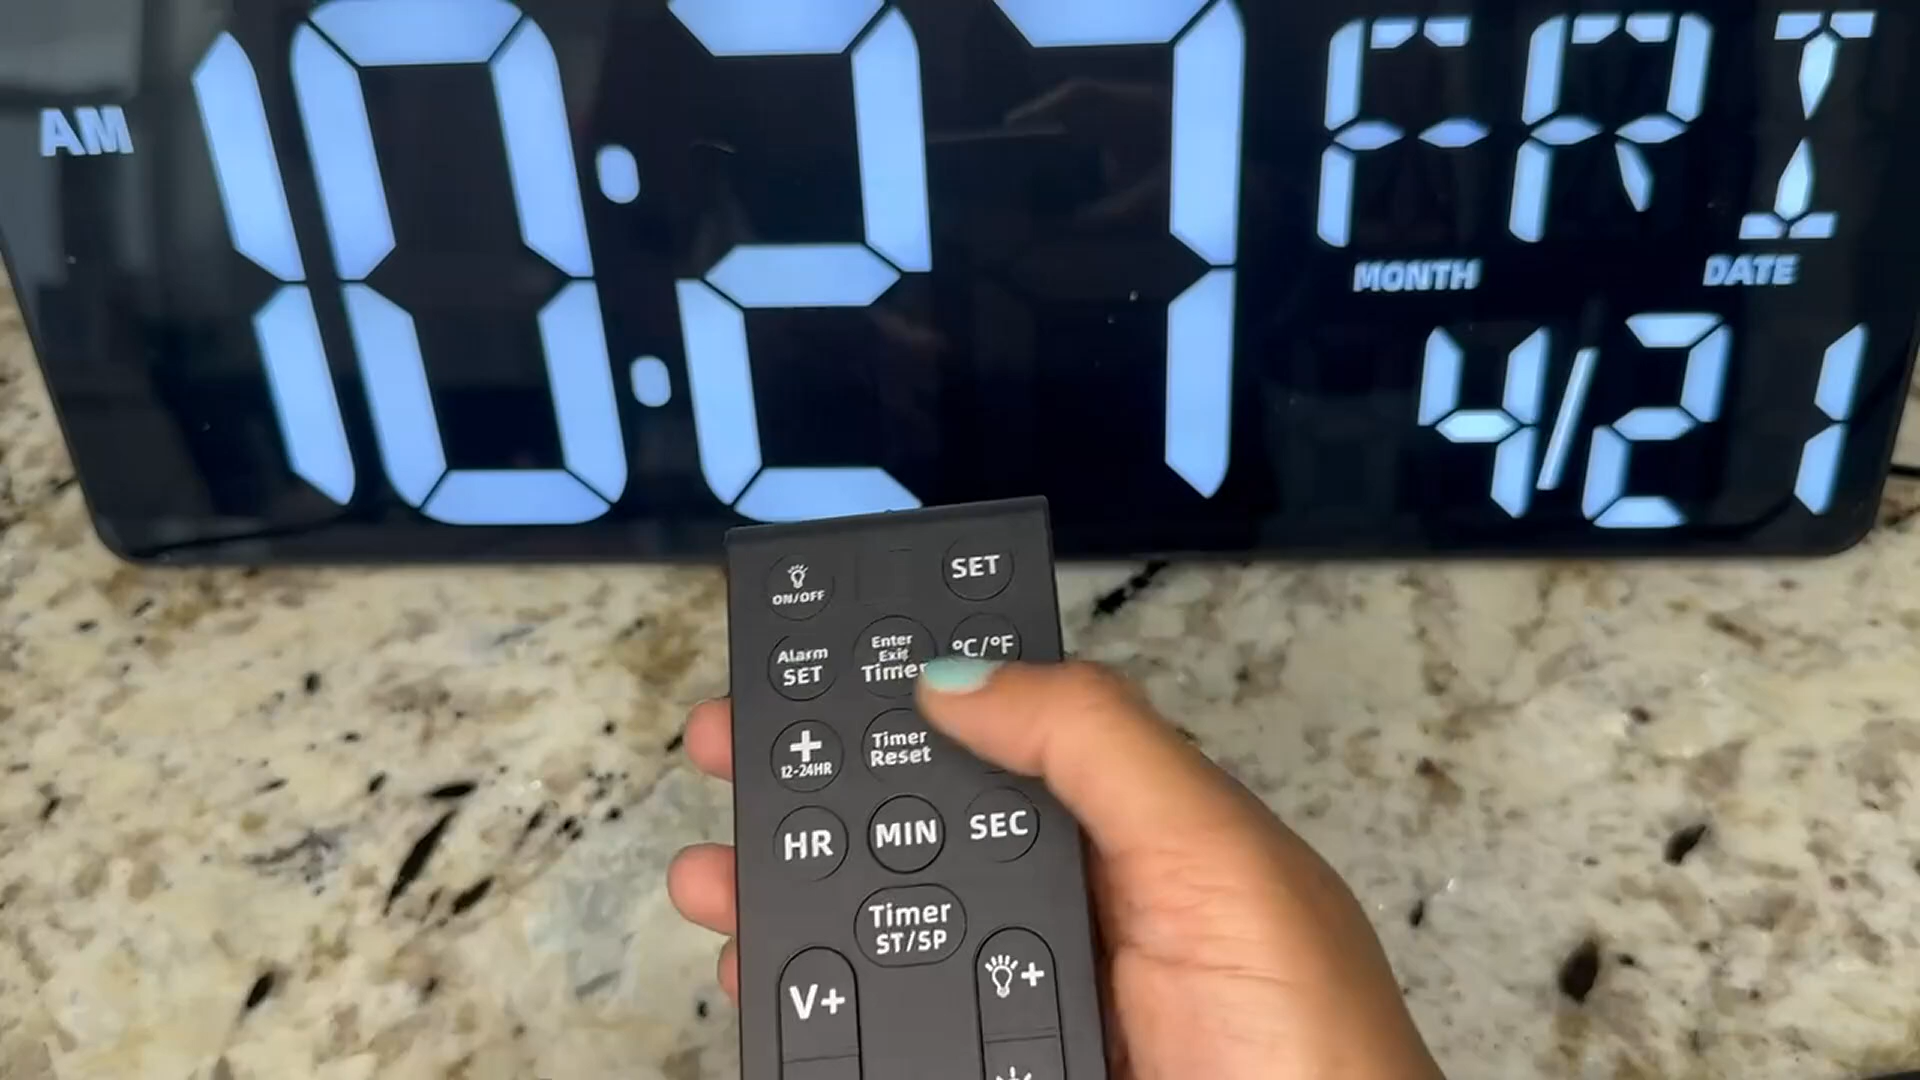 AM 10:27 FRI
MONTH DATE
4/21
ON/OFF SET
Alarm SET
Enter Exit Timer
°C/°F
+ 12-24HR
Timer Reset
HR MIN SEC
Timer ST/SP
V+ +